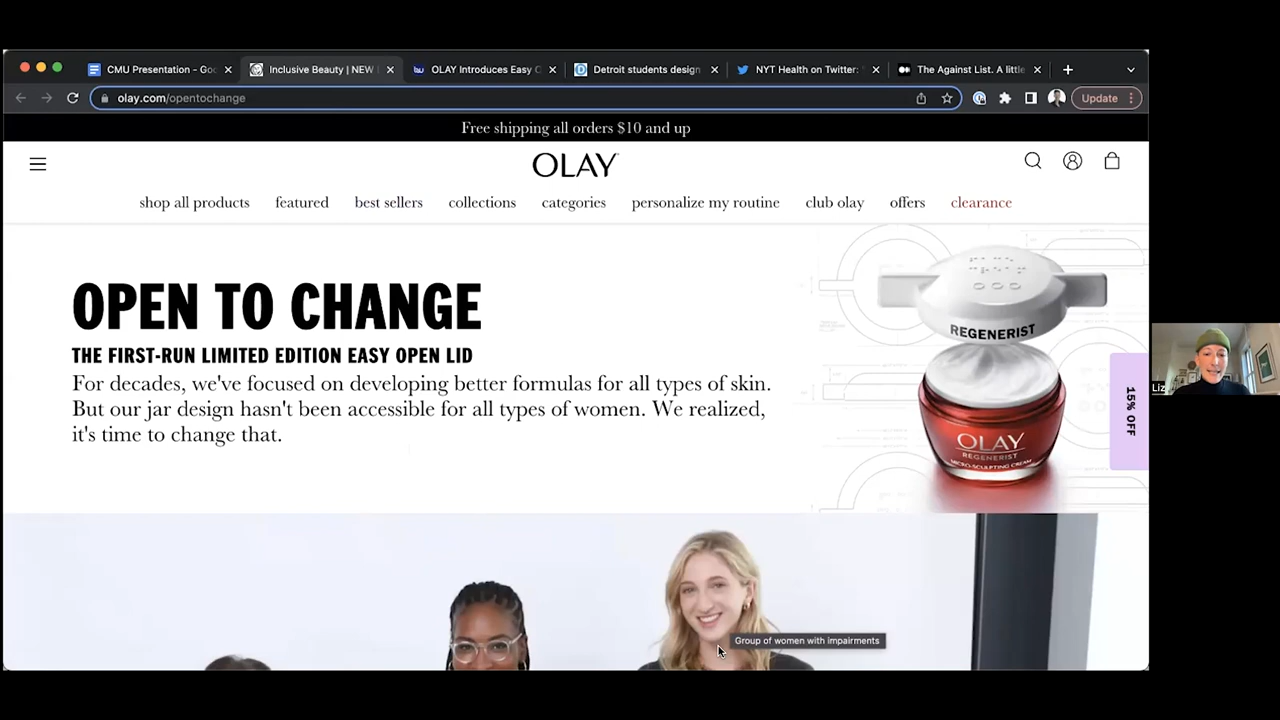 CMU Presentation - Goo
Inclusive Beauty | NEW
OLAY Introduces Easy O
Detroit students design
NYT Health on Twitter:
The Against List. A little
olay.com/opentochange
Update
Free shipping all orders $10 and up
OLAY
shop all products
featured
best sellers
collections
categories
personalize my routine
club olay
offers
clearance
OPEN TO CHANGE
THE FIRST-RUN LIMITED EDITION EASY OPEN LID
For decades, we've focused on developing better formulas for all types of skin.
But our jar design hasn't been accessible for all types of women. We realized,
it's time to change that.
REGENERIST
OLAY
REGENERIST
MICRO-SCULPTING CREAM
15% OFF
Liz
Group of women with impairments